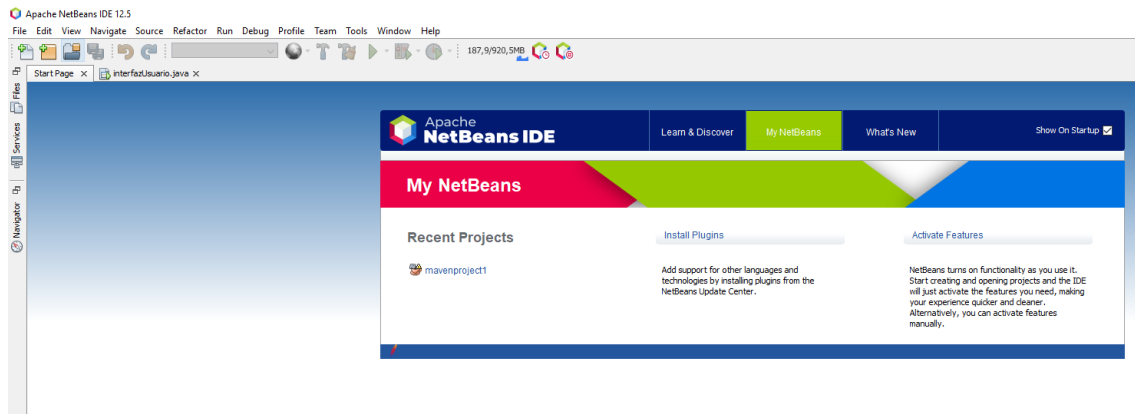 Apache NetBeans IDE 12.5
File Edit View Navigate Source Refactor Run Debug Profile Team Tools Window Help
187,9/920,5MB
Start Page interfazUsuario.java
Files
Services
Navigator
Apache
NetBeans IDE
Learn & Discover
My NetBeans
What's New
Show On Startup
My NetBeans
Recent Projects
mavenproject1
Install Plugins
Add support for other languages and
technologies by installing plugins from the
NetBeans Update Center.
Activate Features
NetBeans turns on functionality as you use it.
Start creating and opening projects and the IDE
will just activate the features you need, making
your experience quicker and cleaner.
Alternatively, you can activate features
manually.